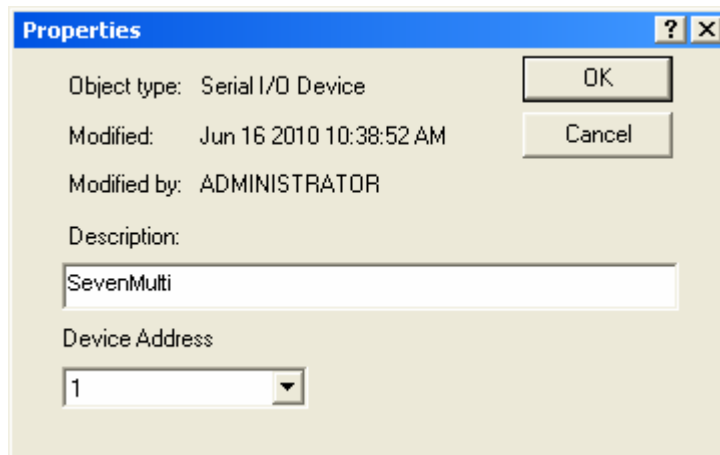 Properties
Object type: Serial I/O Device
OK
Modified: Jun 16 2010 10:38:52 AM
Cancel
Modified by: ADMINISTRATOR
Description:
SevenMulti
Device Address
1